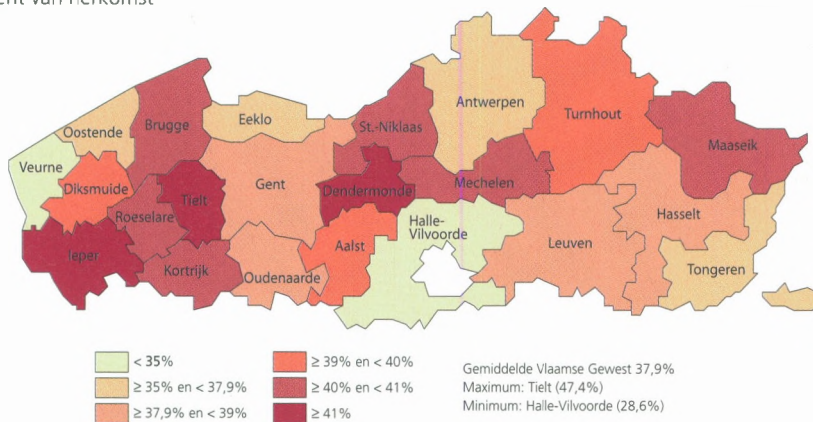 van herkomst
Antwerpen
Turnhout
Brugge
Eeklo
St.-Niklaas
Oostende
Maaseik
Veurne
Diksmuide
Tielt
Gent
Dendermonde
Mechelen
Roeselare
Halle-
Vilvoorde
Hasselt
Ieper
Kortrijk
Oudenaarde
Aalst
Leuven
Tongeren
< 35%
≥ 35% en < 37,9%
≥ 37,9% en < 39%
≥ 39% en < 40%
≥ 40% en < 41%
≥ 41%
Gemiddelde Vlaamse Gewest 37,9%
Maximum: Tielt (47,4%)
Minimum: Halle-Vilvoorde (28,6%)